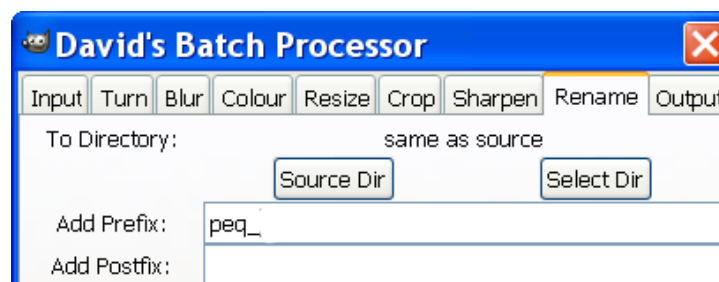 David's Batch Processor
Input Turn Blur Colour Resize Crop Sharpen Rename Output
To Directory: same as source
Source Dir Select Dir
Add Prefix: peq_
Add Postfix: